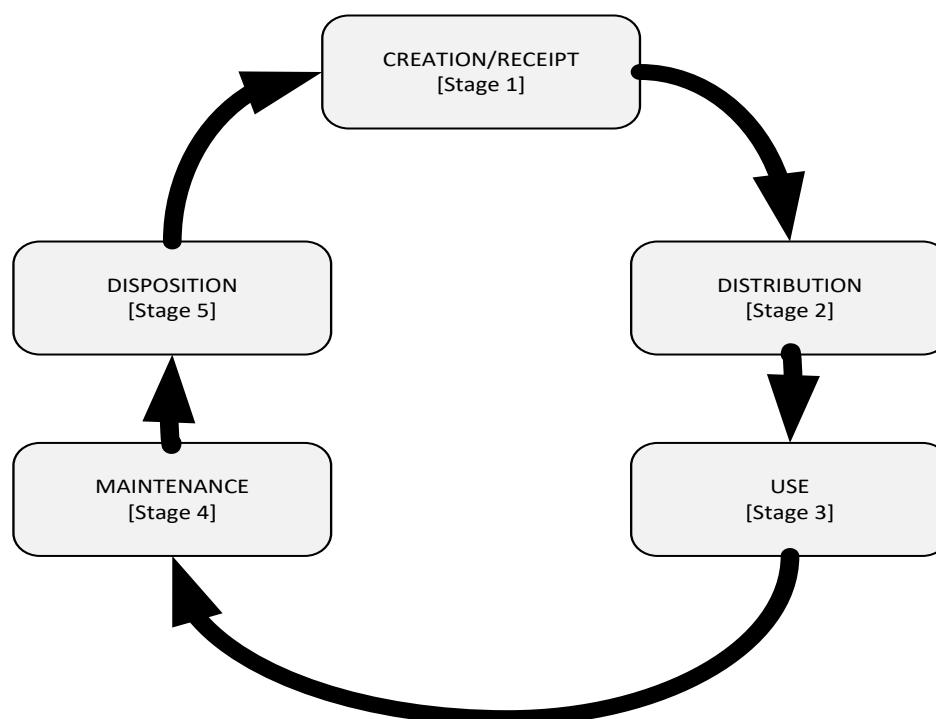 CREATION/RECEIPT
[Stage 1]
DISTRIBUTION
[Stage 2]
USE
[Stage 3]
MAINTENANCE
[Stage 4]
DISPOSITION
[Stage 5]